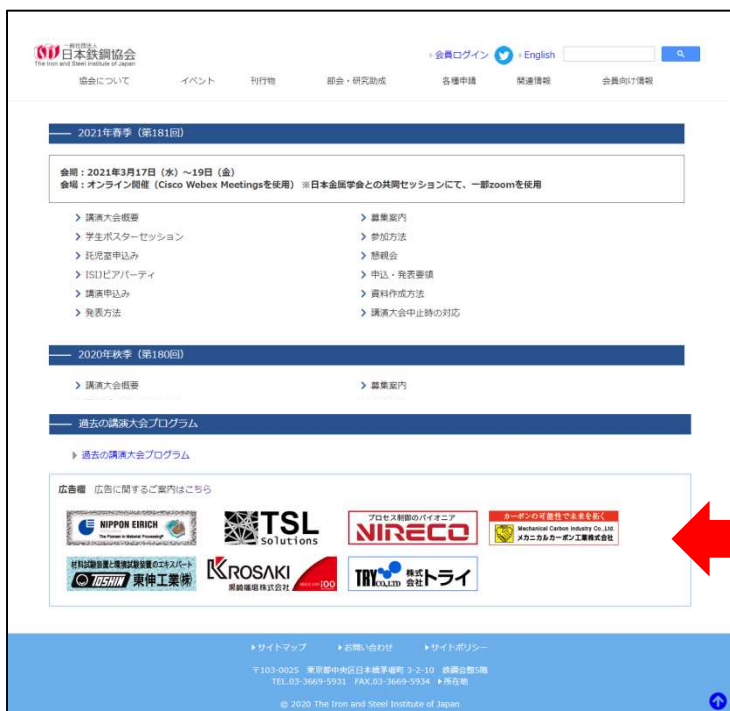 一般社団法人
日本鉄鋼協会
The Iron and Steel Institute of Japan
会員ログイン English
協会について イベント 刊行物 部会・研究助成 各種申請 関連情報 会員向け情報
2021年春季(第181回)
会期:2021年3月17日(水)~19日(金)
会場:オンライン開催(Cisco Webex Meetingsを使用) ※日本金属学会との共同セッションにて、一部zoomを使用
講演大会概要 募集案内
学生ポスターセッション 参加方法
託児室申込み 懇親会
ISIJビアパーティ 申込・発表要領
講演申込み 資料作成方法
発表方法 講演大会中止時の対応
2020年秋季(第180回)
講演大会概要 募集案内
過去の講演大会プログラム
過去の講演大会プログラム
広告欄 広告に関するご案内はこちら
NIPPON EIRICH
The Pioneer in Material Processing®
TSL
Solutions
プロセス制御のパイオニア
NIRECO
カーボンの可能性で未来を拓く
Mechanical Carbon Industry Co.,Ltd.
メカニカルカーボン工業株式会社
材料試験装置と環境試験装置のエキスパート
TOSHIN 東伸工業㈱
KROSAKI
黒崎播磨株式会社
100
TRY CO.,LTD 株式会社トライ
サイトマップ お問い合わせ サイトポリシー
〒103-0025 東京都中央区日本橋茅場町 3-2-10 鉄鋼会館5階
TEL.03-3669-5931 FAX.03-3669-5934 所在地
© 2020 The Iron and Steel Institute of Japan